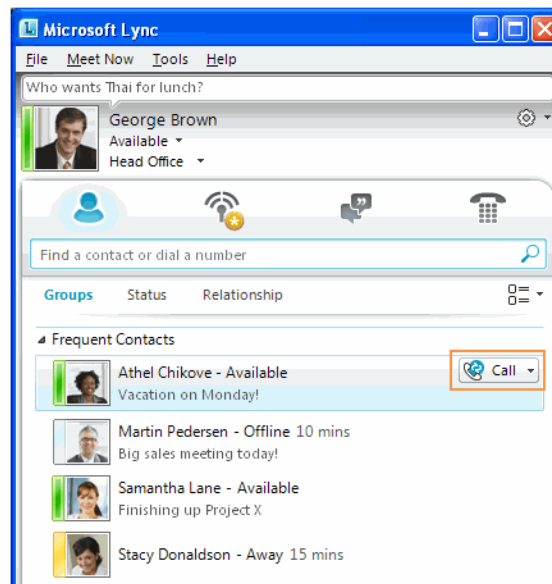 Microsoft Lync
File Meet Now Tools Help
Who wants Thai for lunch?
George Brown
Available
Head Office
Find a contact or dial a number
Groups Status Relationship
Frequent Contacts
Athel Chikove - Available
Call
Vacation on Monday!
Martin Pedersen - Offline 10 mins
Big sales meeting today!
Samantha Lane - Available
Finishing up Project X
Stacy Donaldson - Away 15 mins